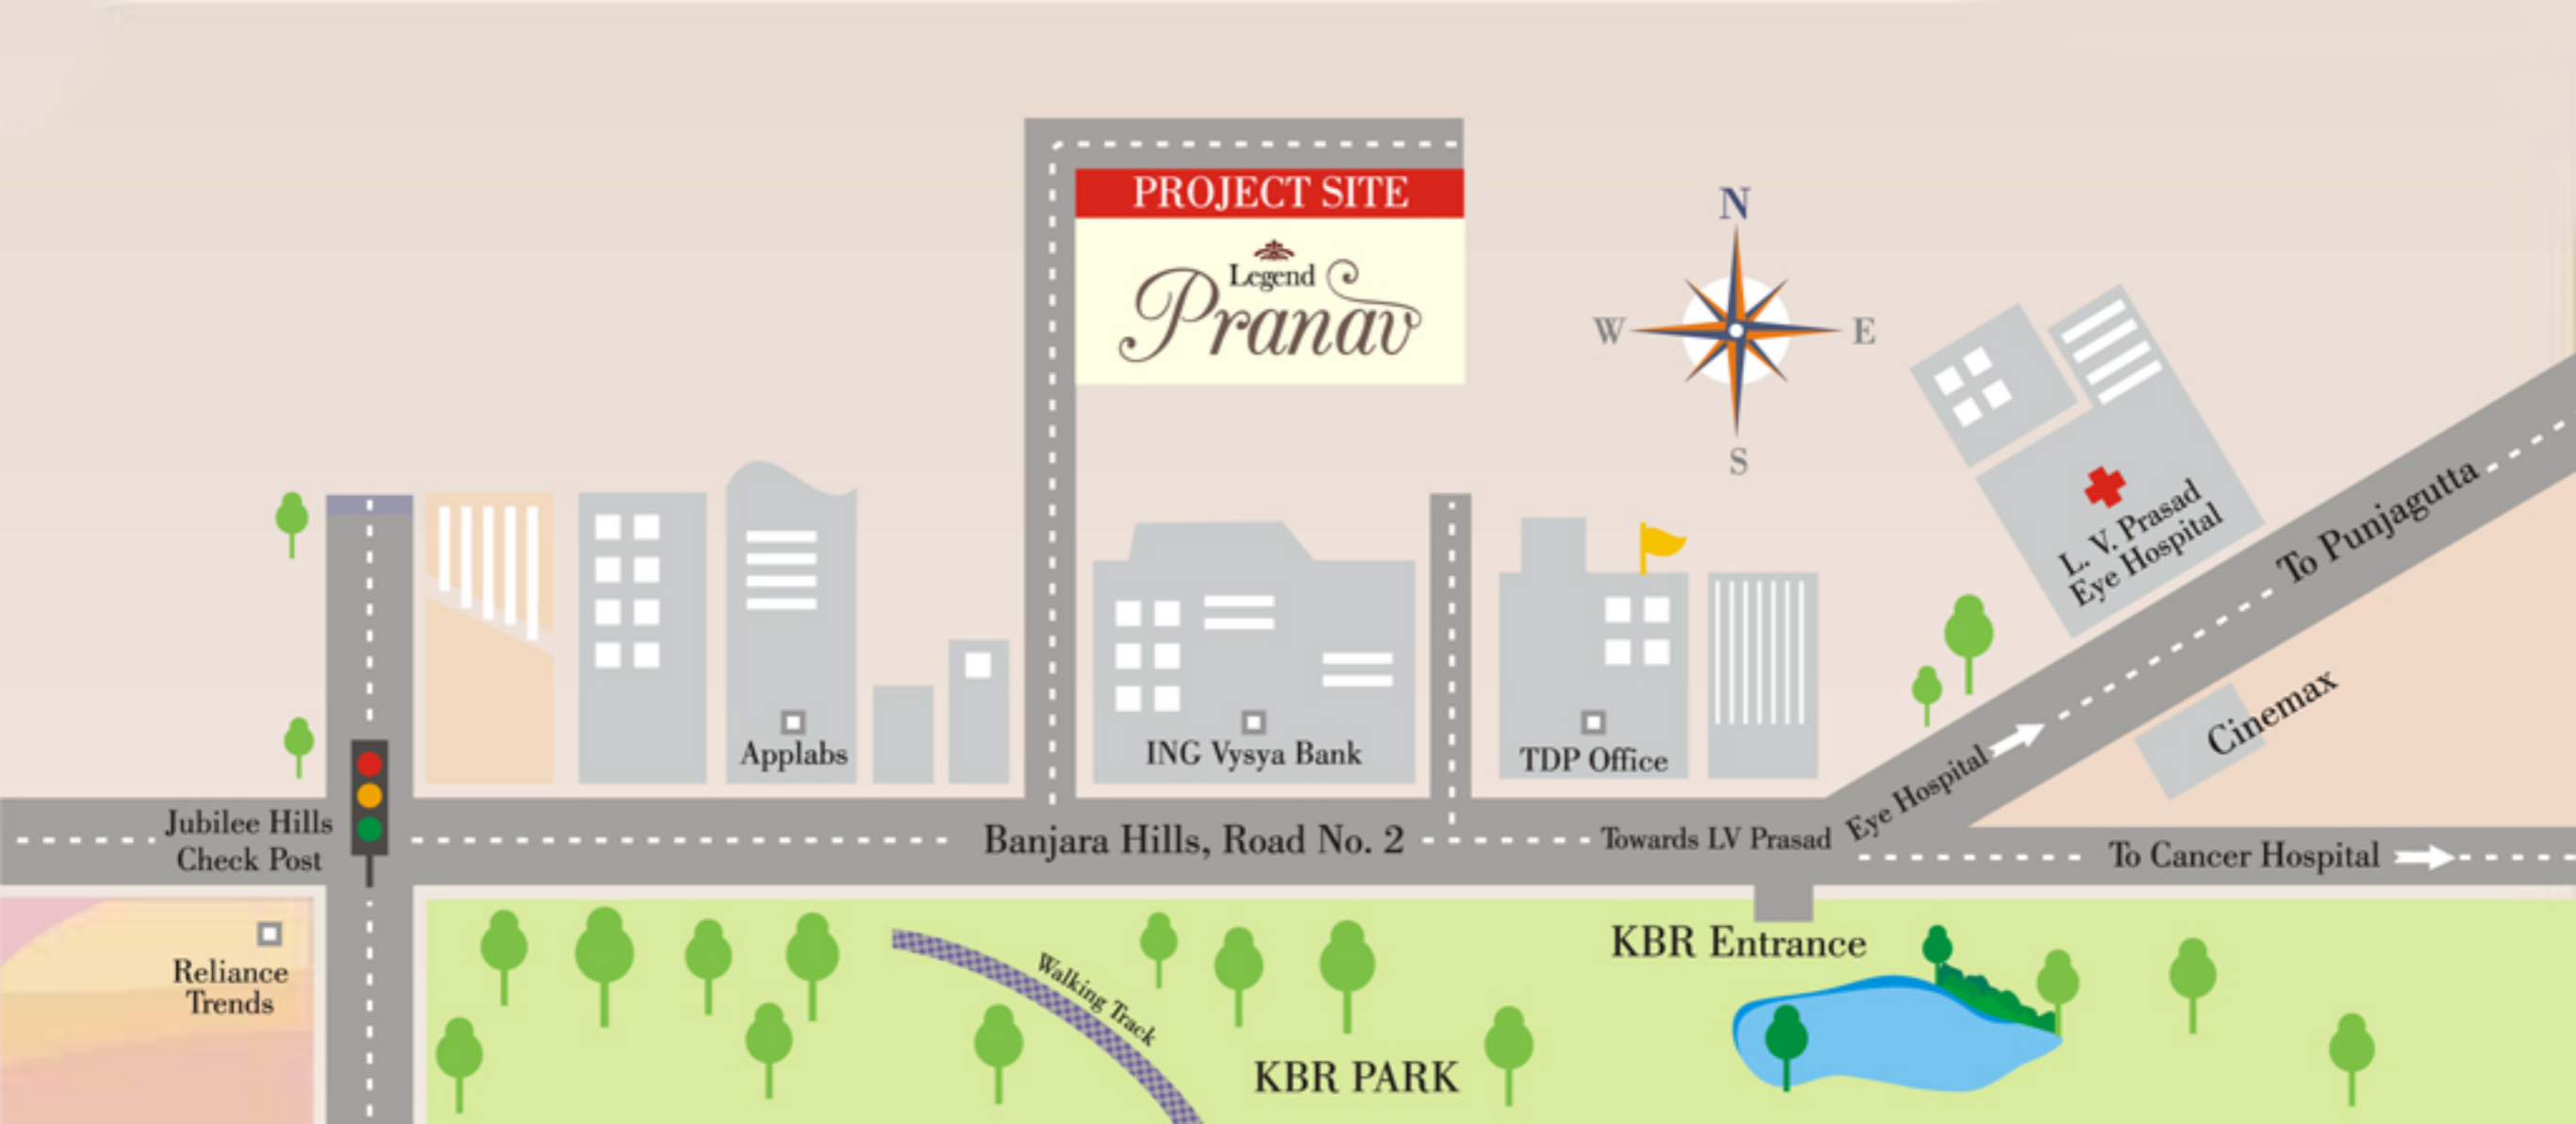 PROJECT SITE
Legend
Pranav
N
W
E
S
L. V. Prasad
Eye Hospital
To Punjagutta
Cinemax
Applabs
ING Vysya Bank
TDP Office
Jubilee Hills
Check Post
Banjara Hills, Road No. 2
Towards LV Prasad Eye Hospital
To Cancer Hospital
Reliance
Trends
Walking Track
KBR Entrance
KBR PARK